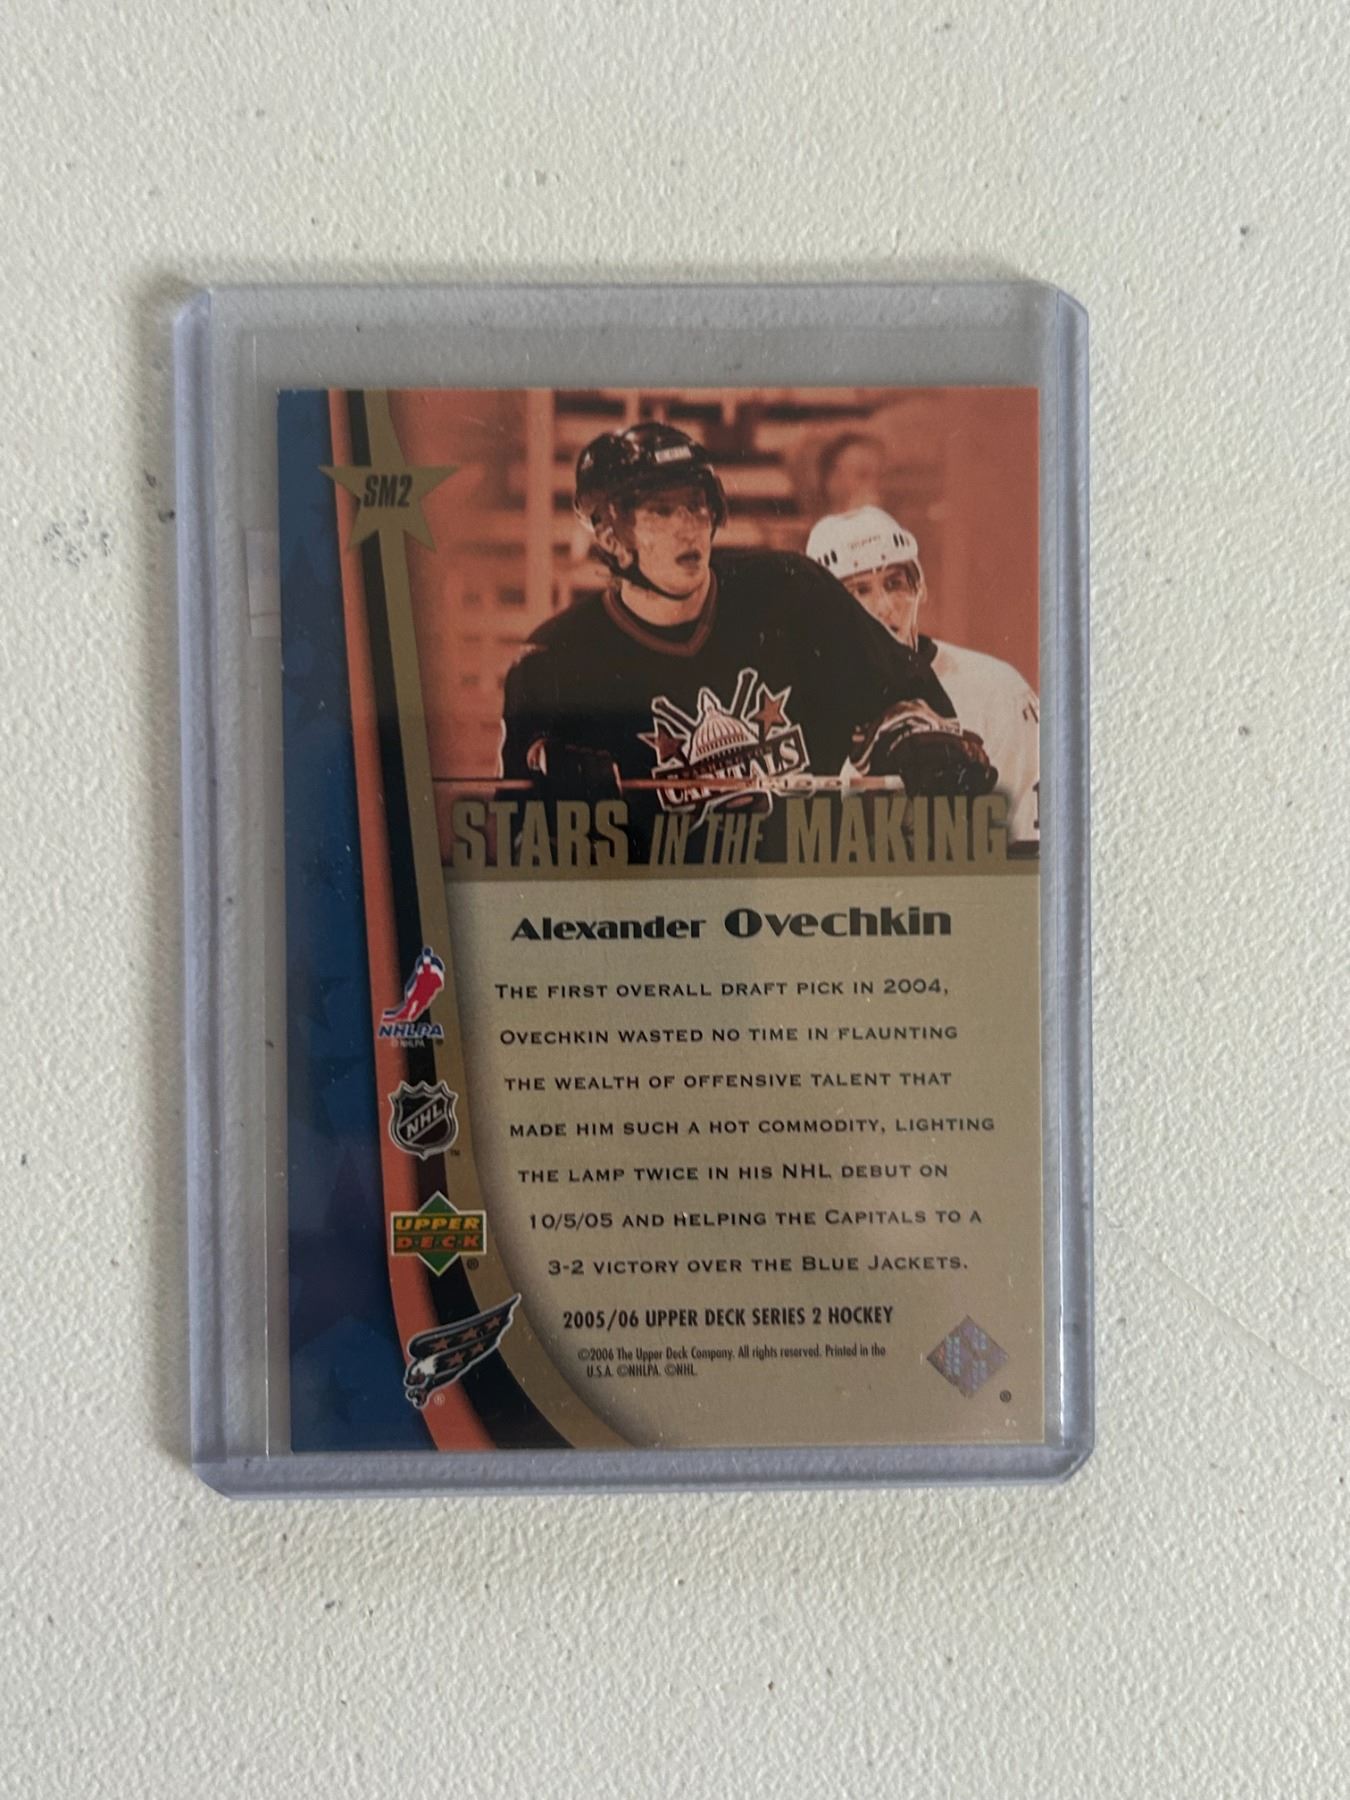 SM2
CAPITALS
STARS IN THE MAKING
Alexander Ovechkin
THE FIRST OVERALL DRAFT PICK IN 2004,
OVECHKIN WASTED NO TIME IN FLAUNTING
THE WEALTH OF OFFENSIVE TALENT THAT
MADE HIM SUCH A HOT COMMODITY, LIGHTING
THE LAMP TWICE IN HIS NHL DEBUT ON
10/5/05 AND HELPING THE CAPITALS TO A
3-2 VICTORY OVER THE BLUE JACKETS.
NHLPA
©NHLPA
NHL
™
UPPER
DECK
®
®
2005/06 UPPER DECK SERIES 2 HOCKEY
©2006 The Upper Deck Company. All rights reserved. Printed in the
U.S.A. ©NHLPA. ©NHL.
®